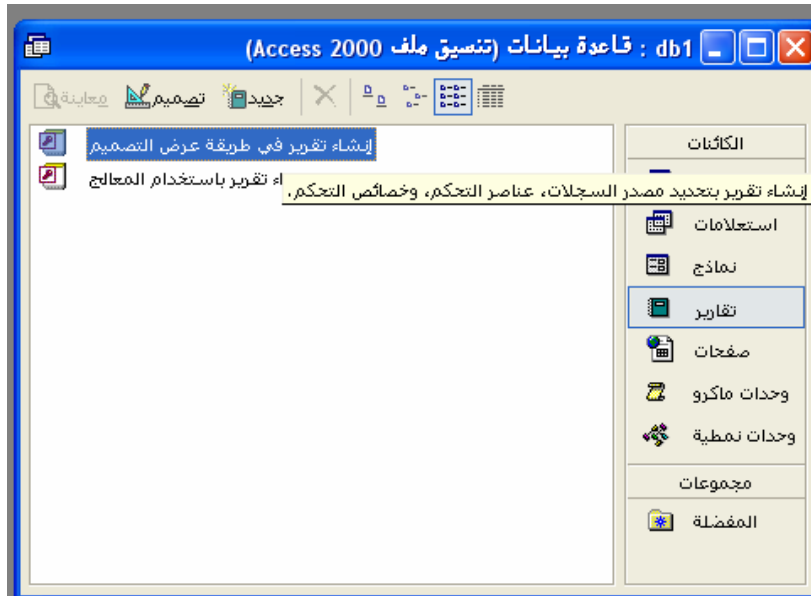 db1 : قاعدة بيانات (تنسيق ملف Access 2000)
معاينة تصميم جديد
الكائنات
إنشاء تقرير في طريقة عرض التصميم
اء تقرير باستخدام المعالج
إنشاء تقرير بتحديد مصدر السجلات، عناصر التحكم، وخصائص التحكم.
استعلامات
نماذج
تقارير
صفحات
وحدات ماكرو
وحدات نمطية
مجموعات
المفضلة